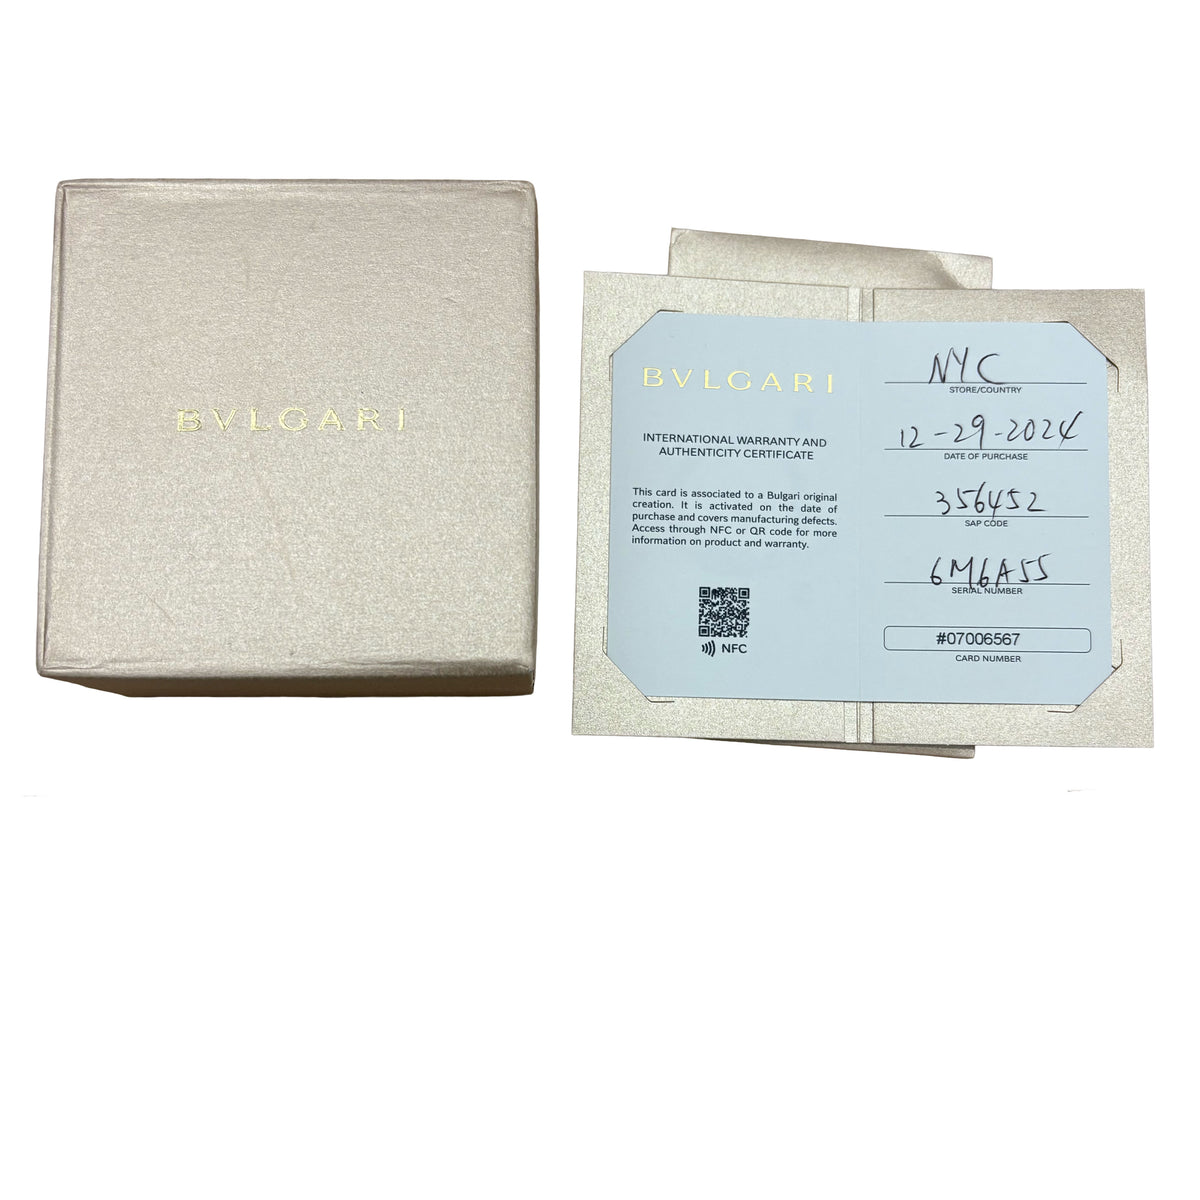 BVLGARI
BVLGARI
INTERNATIONAL WARRANTY AND
AUTHENTICITY CERTIFICATE
This card is associated to a Bulgari original
creation. It is activated on the date of
purchase and covers manufacturing defects.
Access through NFC or QR code for more
information on product and warranty.
NFC
NYC
STORE/COUNTRY
12-29-2024
DATE OF PURCHASE
356452
SAP CODE
6M6A55
SERIAL NUMBER
#07006567
CARD NUMBER